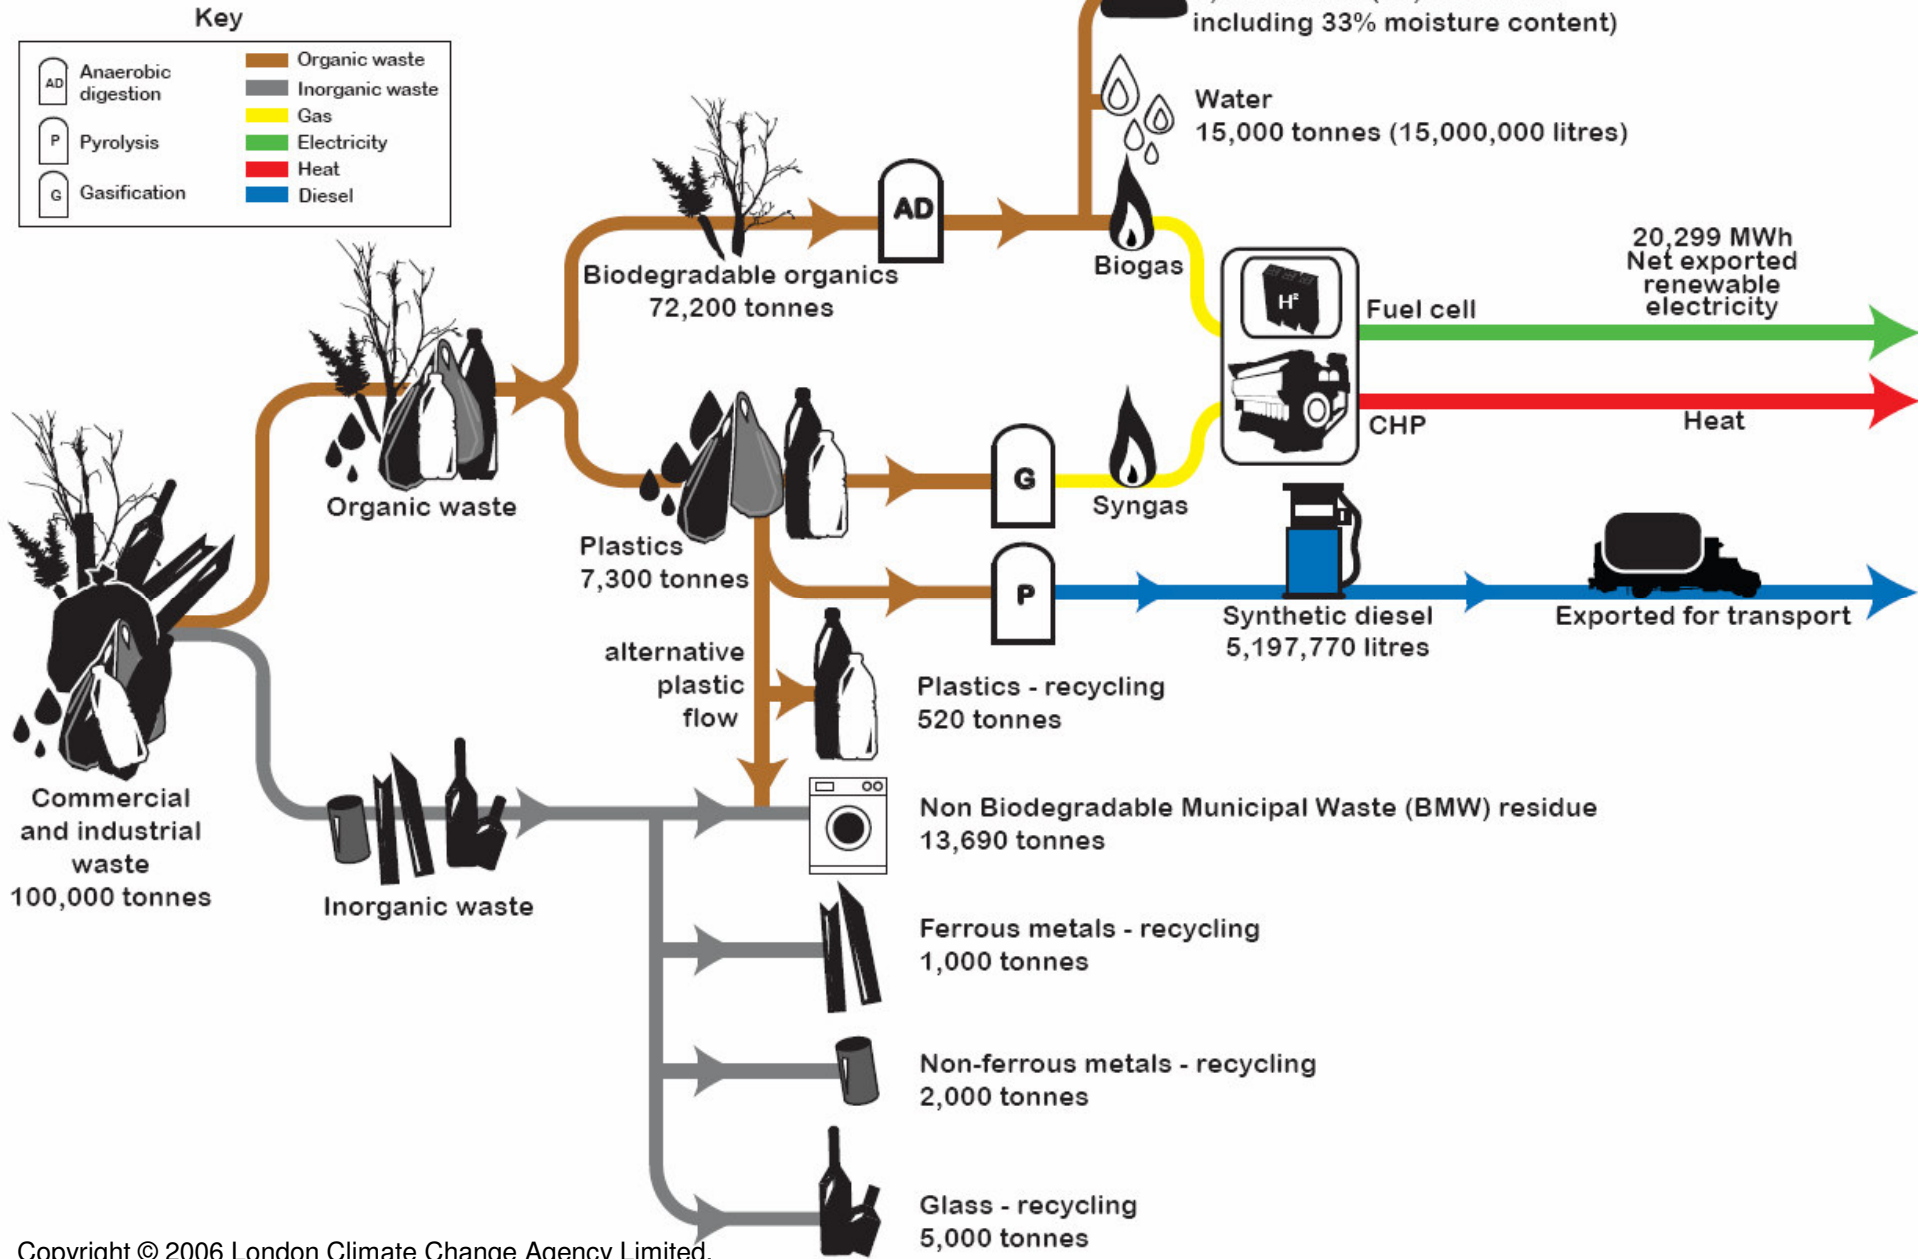 Key
AD
Anaerobic
digestion
P
Pyrolysis
G
Gasification
Organic waste
Inorganic waste
Gas
Electricity
Heat
Diesel
including 33% moisture content)
Water
15,000 tonnes (15,000,000 litres)
AD
Biodegradable organics
72,200 tonnes
Biogas
H²
Fuel cell
20,299 MWh
Net exported
renewable
electricity
CHP
Heat
Organic waste
G
Syngas
Plastics
7,300 tonnes
P
Synthetic diesel
5,197,770 litres
Exported for transport
alternative
plastic
flow
Plastics - recycling
520 tonnes
Commercial
and industrial
waste
100,000 tonnes
Inorganic waste
Non Biodegradable Municipal Waste (BMW) residue
13,690 tonnes
Ferrous metals - recycling
1,000 tonnes
Non-ferrous metals - recycling
2,000 tonnes
Glass - recycling
5,000 tonnes
Copyright © 2006 London Climate Change Agency Limited.